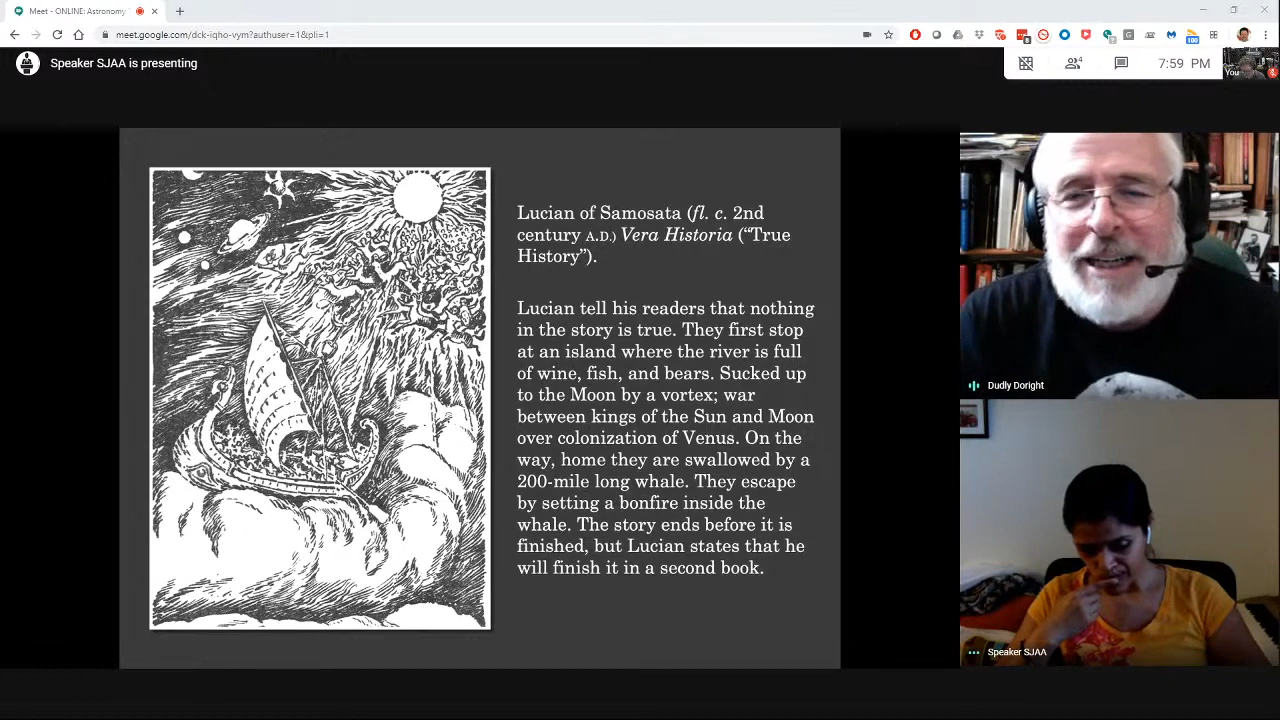 Meet - ONLINE: Astronomy
meet.google.com/dck-iqho-vym?authuser=1&pli=1
8
100
Speaker SJAA is presenting
4
7:59 PM
You
Lucian of Samosata (fl. c. 2nd
century A.D.) Vera Historia (“True
History”).
Lucian tell his readers that nothing
in the story is true. They first stop
at an island where the river is full
of wine, fish, and bears. Sucked up
to the Moon by a vortex; war
between kings of the Sun and Moon
over colonization of Venus. On the
way, home they are swallowed by a
200-mile long whale. They escape
by setting a bonfire inside the
whale. The story ends before it is
finished, but Lucian states that he
will finish it in a second book.
Dudly Doright
Speaker SJAA